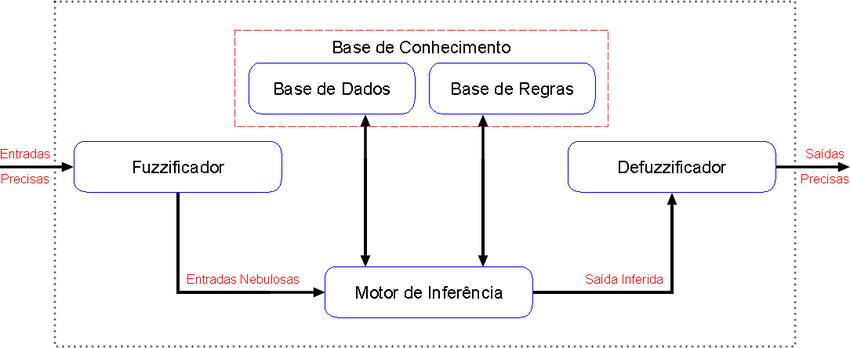 Base de Conhecimento
Base de Dados
Base de Regras
Entradas
Precisas
Fuzzificador
Defuzzificador
Saídas
Precisas
Entradas Nebulosas
Motor de Inferência
Saída Inferida